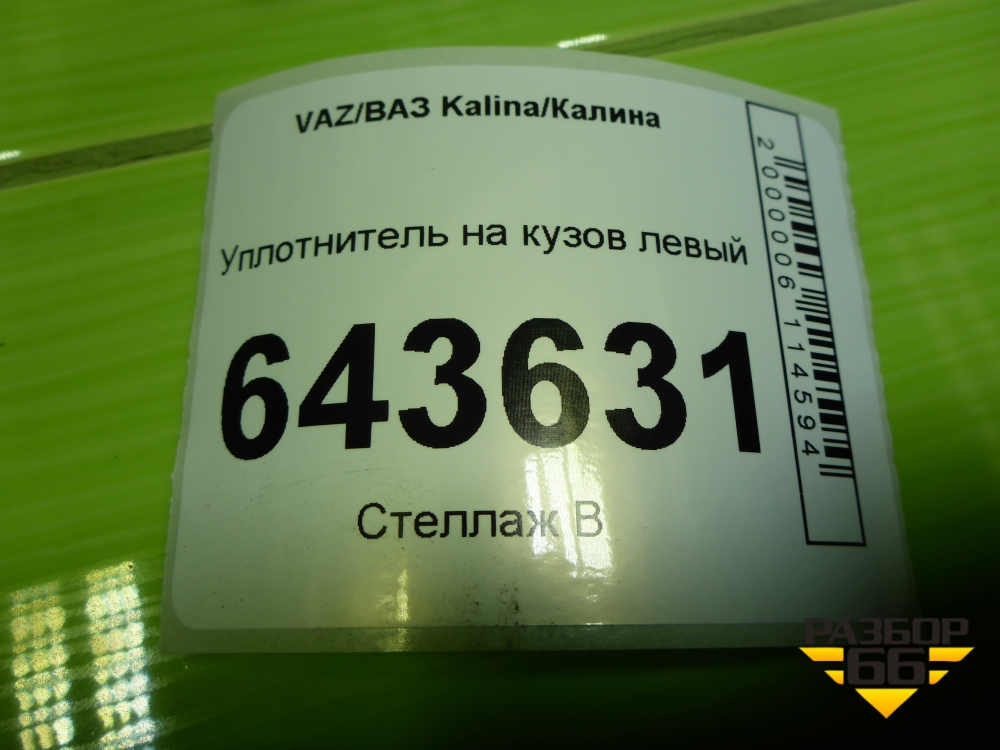 VAZ/ВАЗ Kalina/Калина
Уплотнитель на кузов левый
643631
Стеллаж В
2000006114594
РАЗБОР
66